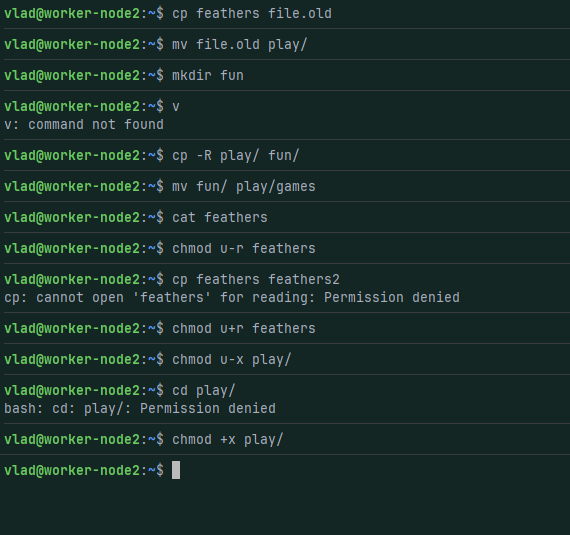 vlad@worker-node2:~$ cp feathers file.old
vlad@worker-node2:~$ mv file.old play/
vlad@worker-node2:~$ mkdir fun
vlad@worker-node2:~$ v
v: command not found
vlad@worker-node2:~$ cp -R play/ fun/
vlad@worker-node2:~$ mv fun/ play/games
vlad@worker-node2:~$ cat feathers
vlad@worker-node2:~$ chmod u-r feathers
vlad@worker-node2:~$ cp feathers feathers2
cp: cannot open 'feathers' for reading: Permission denied
vlad@worker-node2:~$ chmod u+r feathers
vlad@worker-node2:~$ chmod u-x play/
vlad@worker-node2:~$ cd play/
bash: cd: play/: Permission denied
vlad@worker-node2:~$ chmod +x play/
vlad@worker-node2:~$